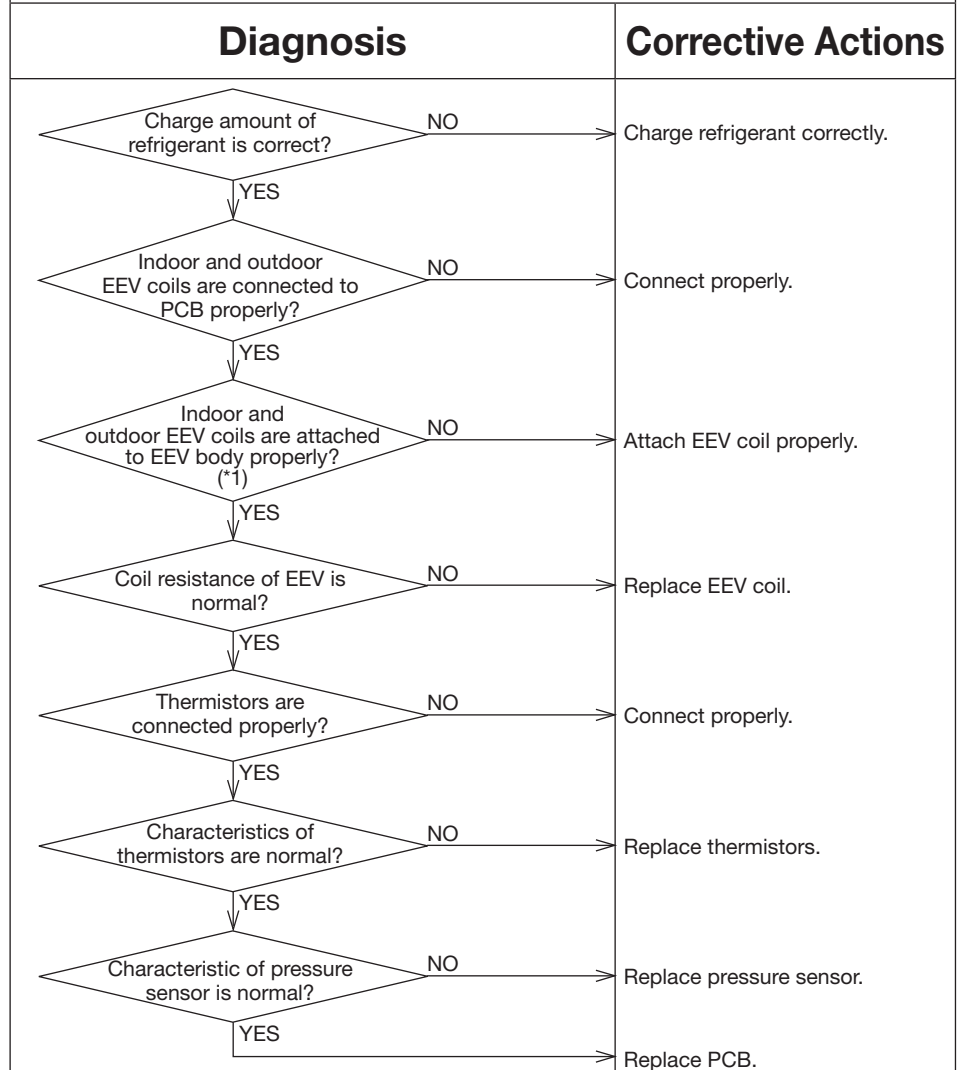 Diagnosis
Corrective Actions
Charge amount of
refrigerant is correct?
NO
Charge refrigerant correctly.
YES
Indoor and outdoor
EEV coils are connected to
PCB properly?
NO
Connect properly.
YES
Indoor and
outdoor EEV coils are attached
to EEV body properly?
(*1)
NO
Attach EEV coil properly.
YES
Coil resistance of EEV is
normal?
NO
Replace EEV coil.
YES
Thermistors are
connected properly?
NO
Connect properly.
YES
Characteristics of
thermistors are normal?
NO
Replace thermistors.
YES
Characteristic of pressure
sensor is normal?
NO
Replace pressure sensor.
YES
Replace PCB.